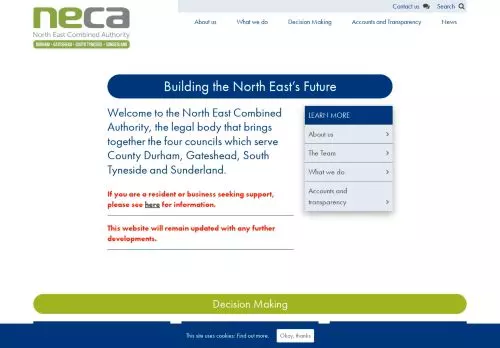 Contact us
Search
neca
North East Combined Authority
DURHAM • GATESHEAD • SOUTH TYNESIDE • SUNDERLAND
About us
What we do
Decision Making
Accounts and Transparency
News
Building the North East's Future
Welcome to the North East Combined
Authority, the legal body that brings
together the four councils which serve
County Durham, Gateshead, South
Tyneside and Sunderland.
If you are a resident or business seeking support,
please see here for information.
This website will remain updated with any further
developments.
LEARN MORE
About us
The Team
What we do
Accounts and
transparency
Decision Making
This site uses cookies: Find out more.
Okay, thanks